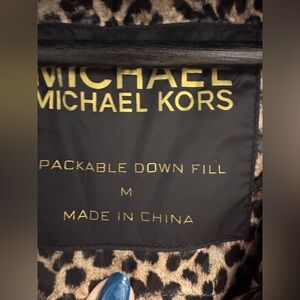 MICHAEL
MICHAEL KORS
PACKABLE DOWN FILL
M
MADE IN CHINA